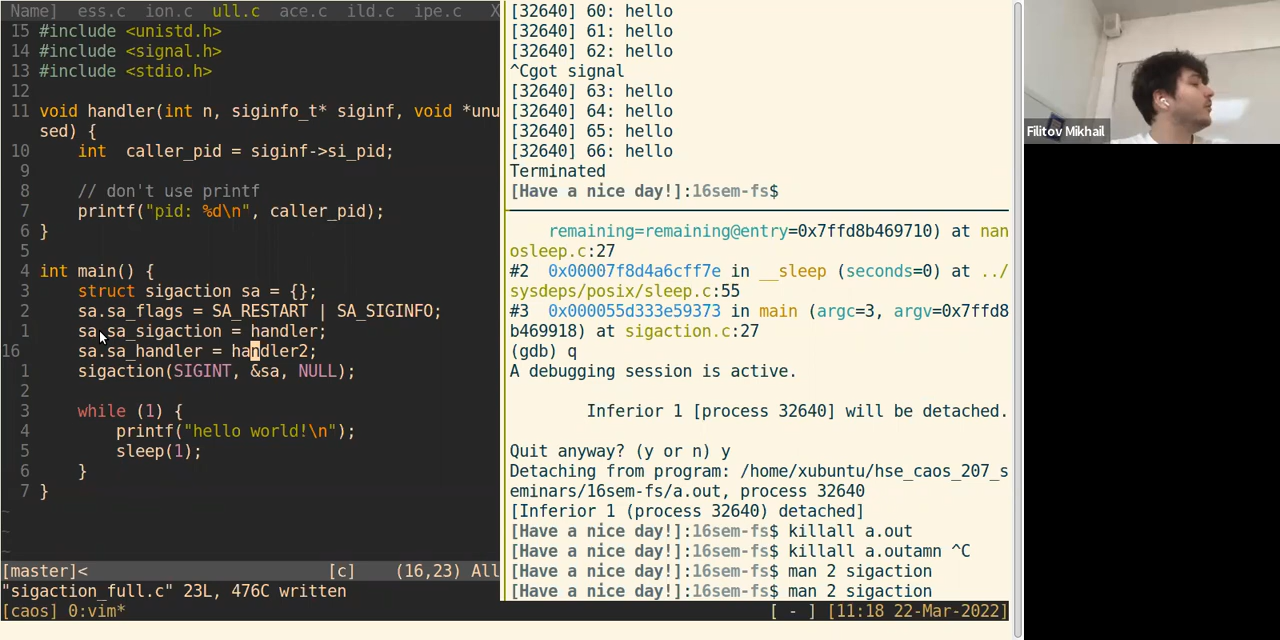 Name] ess.c ion.c ull.c ace.c ild.c ipe.c X
15 #include <unistd.h>
14 #include <signal.h>
13 #include <stdio.h>
12
11 void handler(int n, siginfo_t* siginf, void *unu
sed) {
10     int  caller_pid = siginf->si_pid;
9
8     // don't use printf
7     printf("pid: %d\n", caller_pid);
6 }
5
4 int main() {
3     struct sigaction sa = {};
2     sa.sa_flags = SA_RESTART | SA_SIGINFO;
1     sa.sa_sigaction = handler;
16     sa.sa_handler = handler2;
1     sigaction(SIGINT, &sa, NULL);
2
3     while (1) {
4         printf("hello world!\n");
5         sleep(1);
6     }
7 }
~
~
~
[master]< [c] (16,23) All
"sigaction_full.c" 23L, 476C written
[caos] 0:vim* [ - ] [11:18 22-Mar-2022]
[32640] 60: hello
[32640] 61: hello
[32640] 62: hello
^Cgot signal
[32640] 63: hello
[32640] 64: hello
[32640] 65: hello
[32640] 66: hello
Terminated
[Have a nice day!]:16sem-fs$
remaining=remaining@entry=0x7ffd8b469710) at nan
osleep.c:27
#2  0x00007f8d4a6cff7e in __sleep (seconds=0) at ../
sysdeps/posix/sleep.c:55
#3  0x000055d333e59373 in main (argc=3, argv=0x7ffd8
b469918) at sigaction.c:27
(gdb) q
A debugging session is active.
Inferior 1 [process 32640] will be detached.
Quit anyway? (y or n) y
Detaching from program: /home/xubuntu/hse_caos_207_s
eminars/16sem-fs/a.out, process 32640
[Inferior 1 (process 32640) detached]
[Have a nice day!]:16sem-fs$ killall a.out
[Have a nice day!]:16sem-fs$ killall a.outamn ^C
[Have a nice day!]:16sem-fs$ man 2 sigaction
[Have a nice day!]:16sem-fs$ man 2 sigaction
Filitov Mikhail